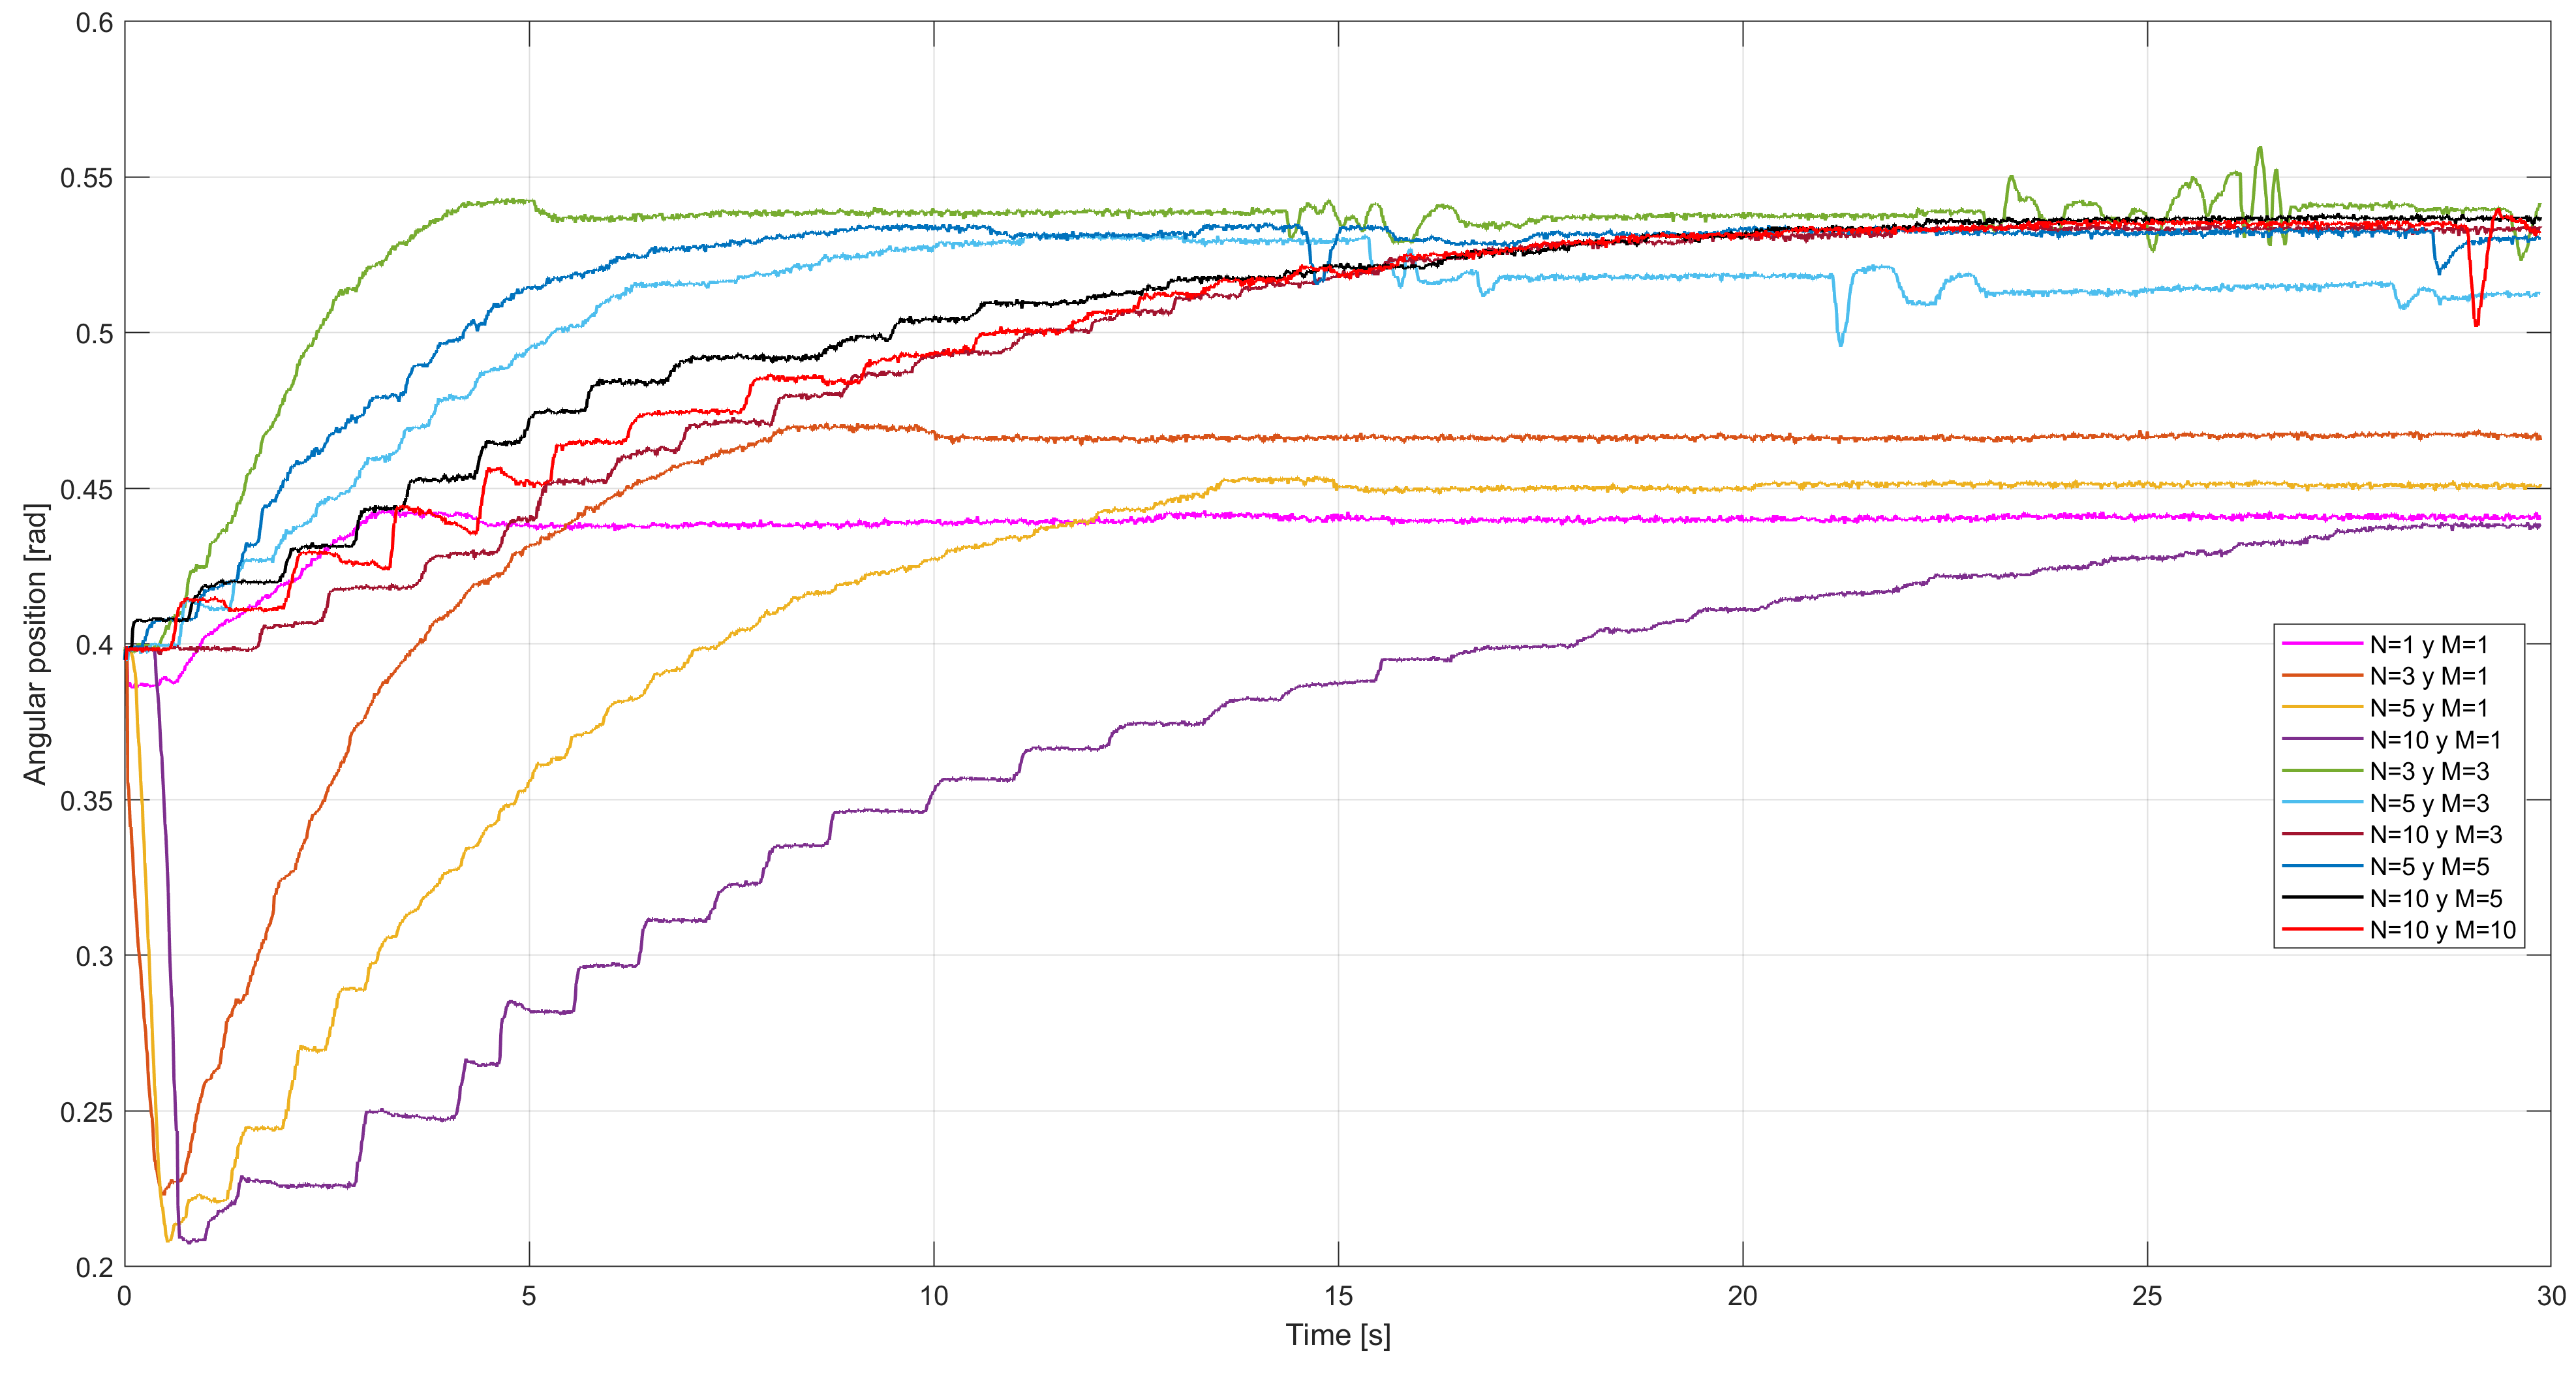 0.6
0.55
0.5
0.45
0.4
0.35
0.3
0.25
0.2
Angular position [rad]
0 5 10 15 20 25 30
Time [s]
N=1 y M=1
N=3 y M=1
N=5 y M=1
N=10 y M=1
N=3 y M=3
N=5 y M=3
N=10 y M=3
N=5 y M=5
N=10 y M=5
N=10 y M=10